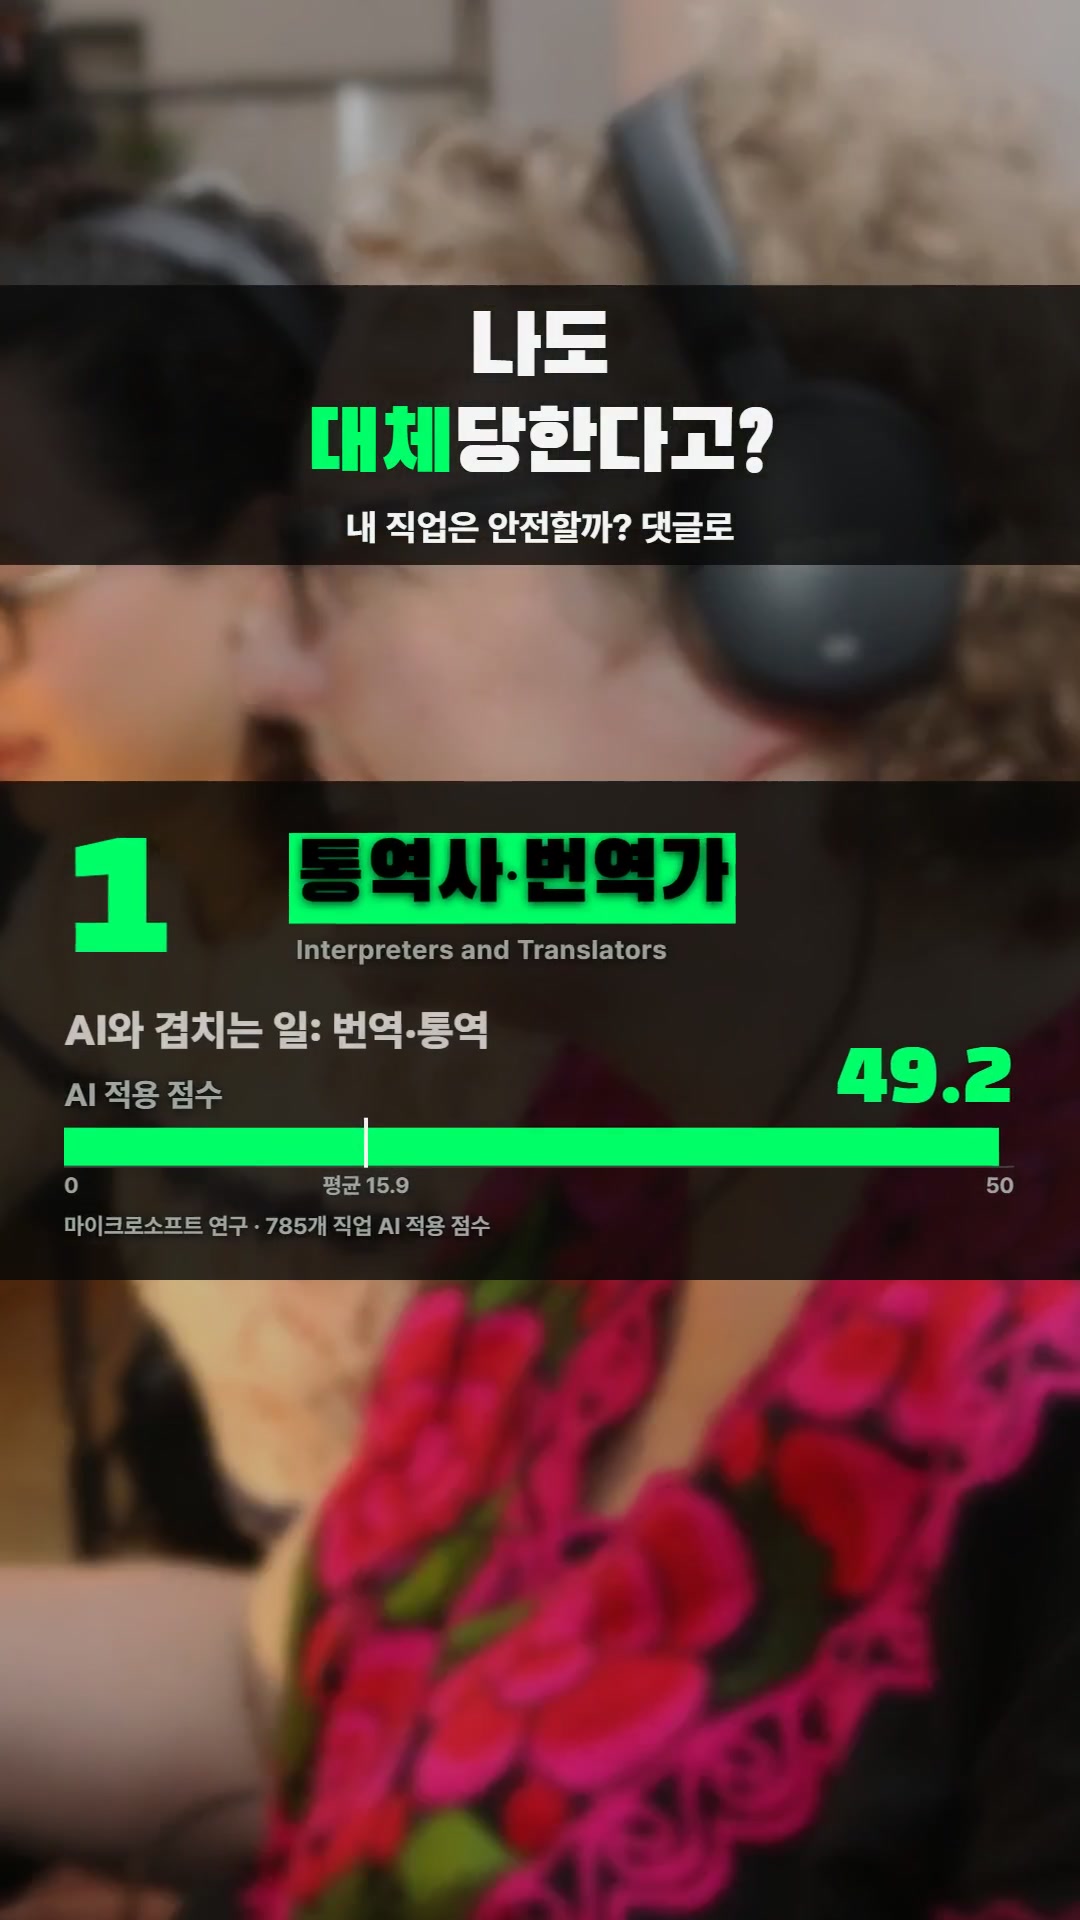 나도
대체당한다고?
내 직업은 안전할까? 댓글로
1
통역사·번역가
Interpreters and Translators
AI와 겹치는 일: 번역·통역
AI 적용 점수
49.2
0 평균 15.9 50
마이크로소프트 연구 · 785개 직업 AI 적용 점수